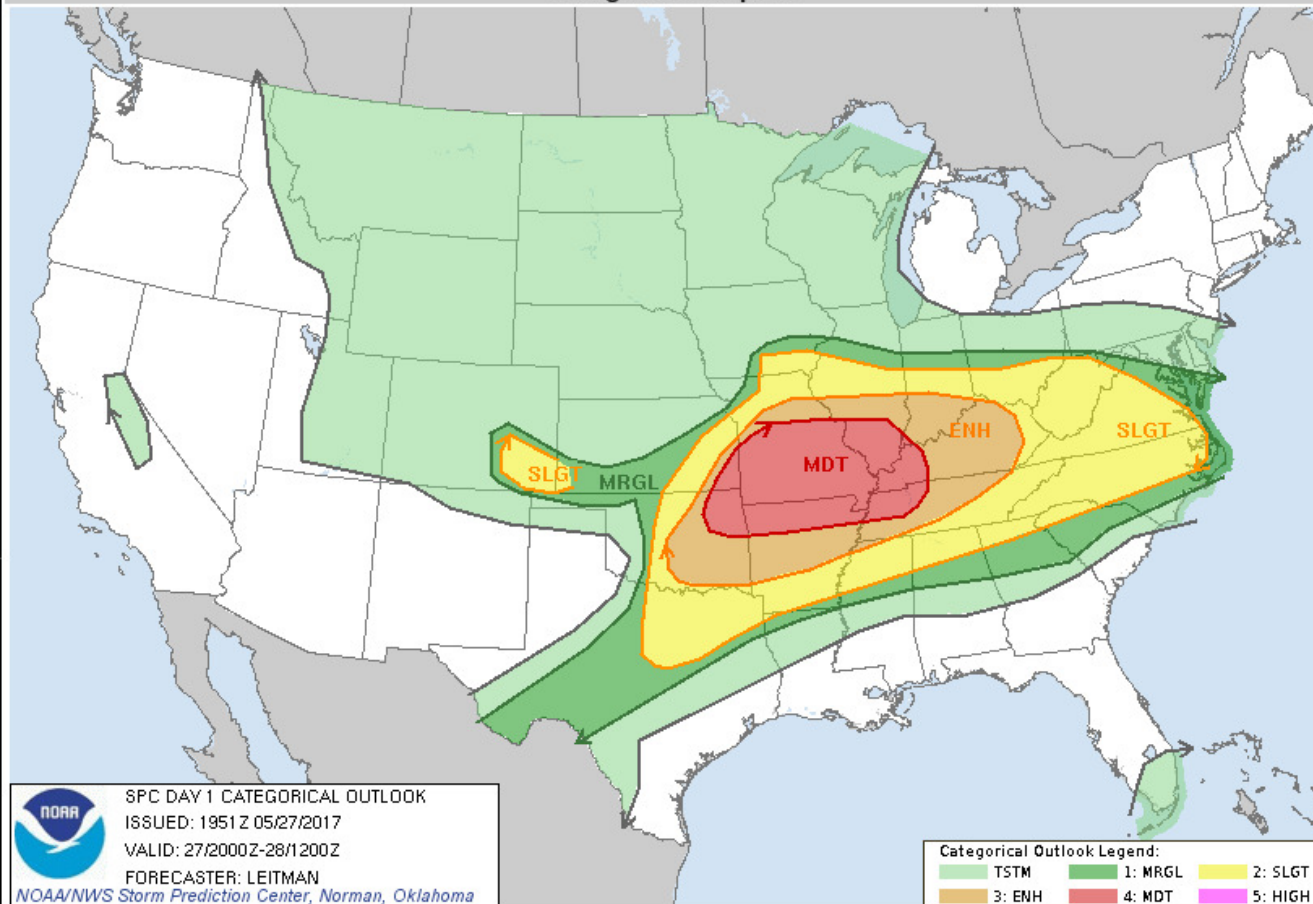 ENH
SLGT
MDT
SLGT
MRGL
NOAA
SPC DAY 1 CATEGORICAL OUTLOOK
ISSUED: 1951Z 05/27/2017
VALID: 27/2000Z-28/1200Z
FORECASTER: LEITMAN
NOAA/NWS Storm Prediction Center, Norman, Oklahoma
Categorical Outlook Legend:
TSTM 1: MRGL 2: SLGT
3: ENH 4: MDT 5: HIGH